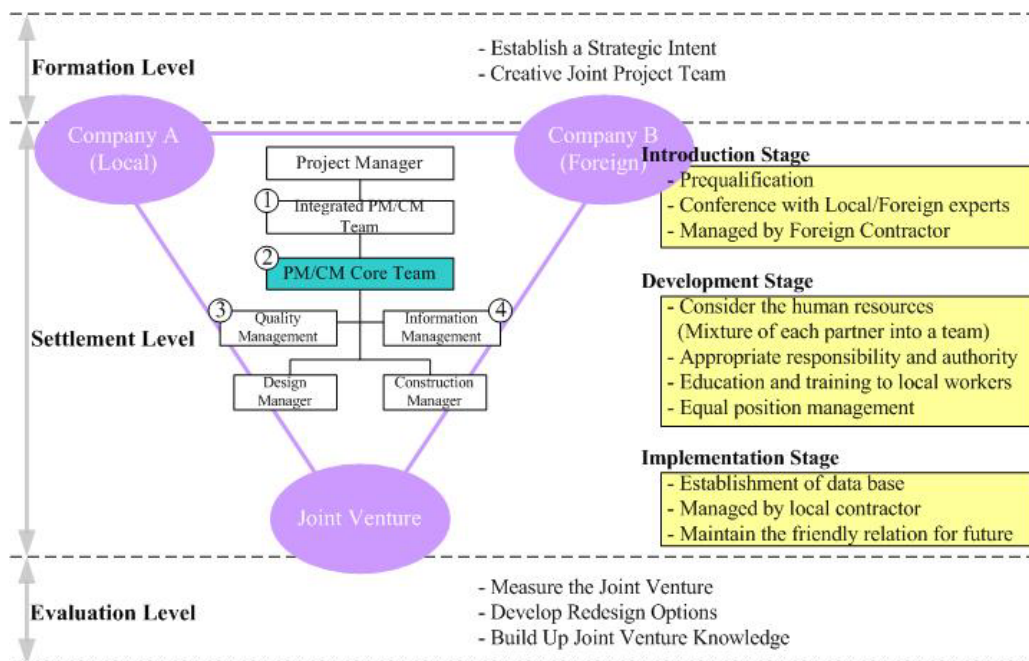 - Establish a Strategic Intent
Formation Level
- Creative Joint Project Team
Company A
(Local)
Company B
(Foreign)
Project Manager
1
Integrated PM/CM
Team
2
PM/CM Core Team
3
Quality
Management
Information
Management
4
Design
Manager
Construction
Manager
Settlement Level
Joint Venture
Introduction Stage
- Prequalification
- Conference with Local/Foreign experts
- Managed by Foreign Contractor
Development Stage
- Consider the human resources
(Mixture of each partner into a team)
- Appropriate responsibility and authority
- Education and training to local workers
- Equal position management
Implementation Stage
- Establishment of data base
- Managed by local contractor
- Maintain the friendly relation for future
Evaluation Level
- Measure the Joint Venture
- Develop Redesign Options
- Build Up Joint Venture Knowledge